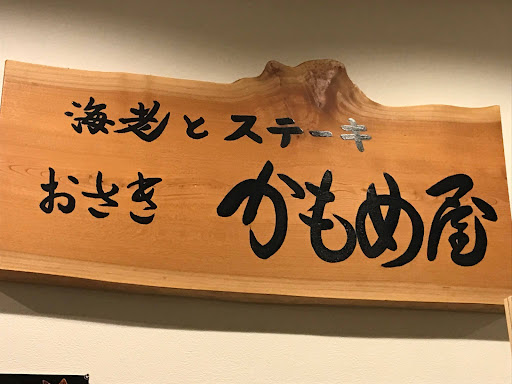 海老とステーキ
おさき かもめ屋